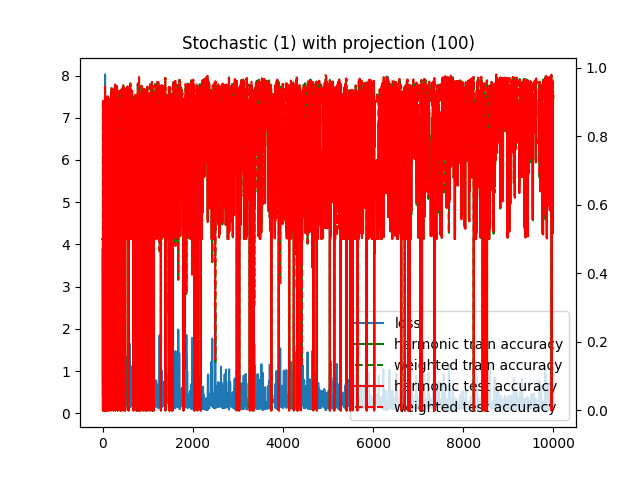 Stochastic (1) with projection (100)
8
7
6
5
4
3
2
1
0
1.0
0.8
0.6
0.4
0.2
0.0
loss
harmonic train accuracy
weighted train accuracy
harmonic test accuracy
weighted test accuracy
0 2000 4000 6000 8000 10000